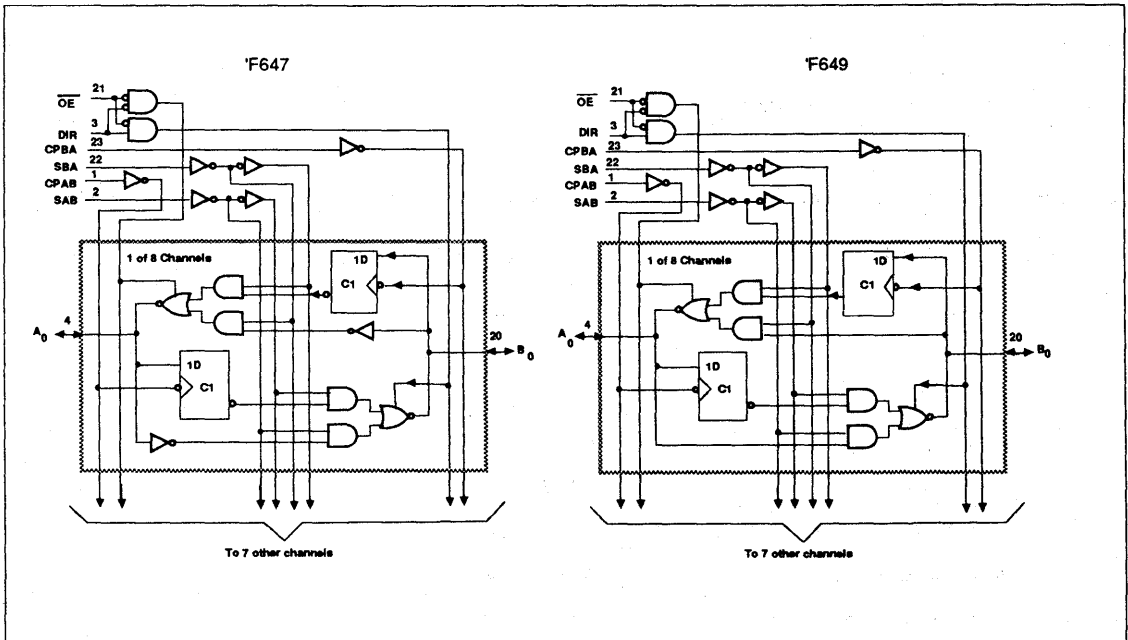 'F647
21
OE
3
DIR
23
CPBA
22
SBA
1
CPAB
2
SAB
1 of 8 Channels
1D
C1
4
A0
20
B0
1D
C1
To 7 other channels
'F649
21
OE
3
DIR
23
CPBA
22
SBA
1
CPAB
2
SAB
1 of 8 Channels
1D
C1
4
A0
20
B0
1D
C1
To 7 other channels